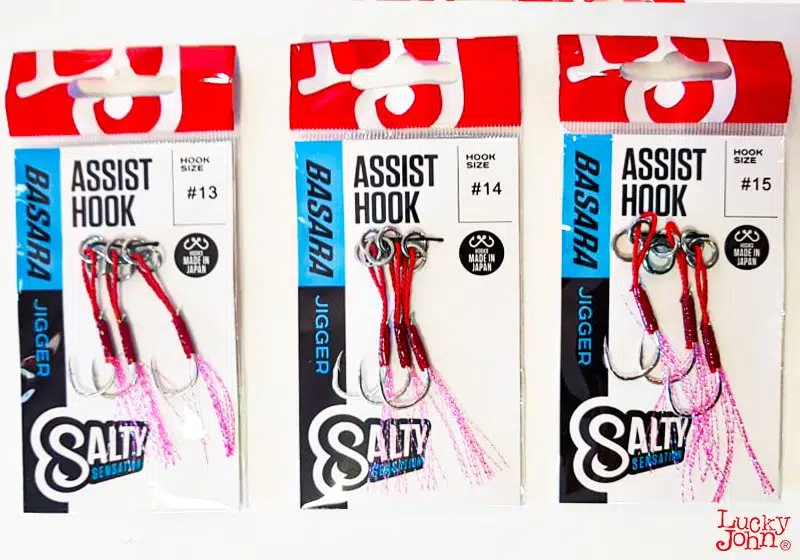 BASARA
JIGGER
ASSIST
HOOK
HOOK
SIZE
#13
HOOKS
MADE IN
JAPAN
SALTY
SENSATION
BASARA
JIGGER
ASSIST
HOOK
HOOK
SIZE
#14
HOOKS
MADE IN
JAPAN
SALTY
SENSATION
BASARA
JIGGER
ASSIST
HOOK
HOOK
SIZE
#15
HOOKS
MADE IN
JAPAN
SALTY
SENSATION
LUCKY
JOHN®